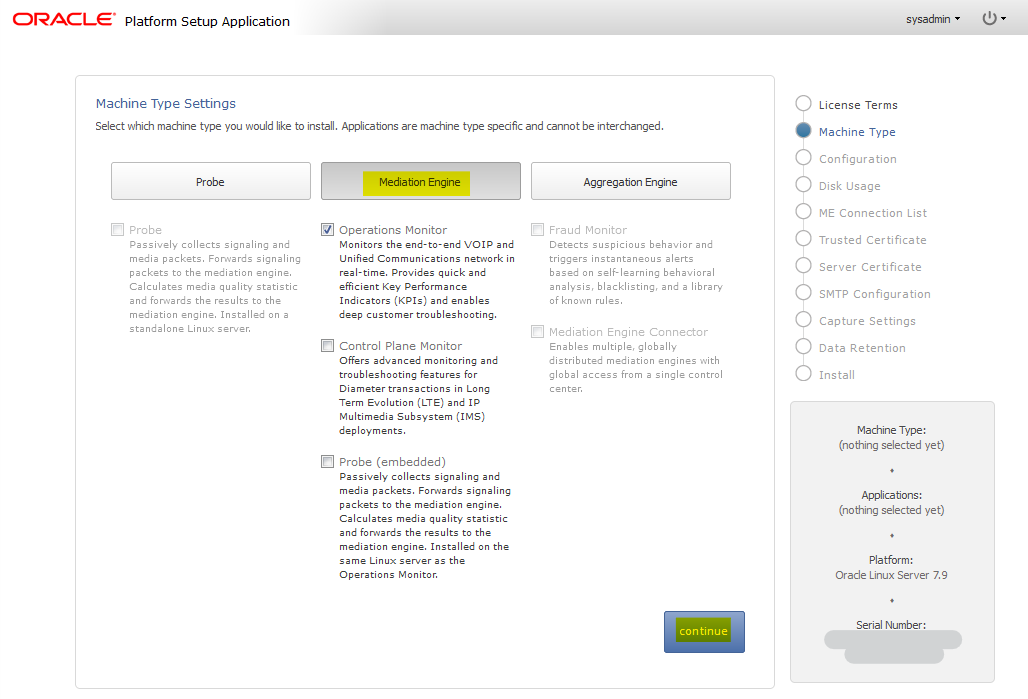 ORACLE Platform Setup Application
sysadmin
Machine Type Settings
Select which machine type you would like to install. Applications are machine type specific and cannot be interchanged.
Probe
Mediation Engine
Aggregation Engine
Probe
Passively collects signaling and
media packets. Forwards signaling
packets to the mediation engine.
Calculates media quality statistic
and forwards the results to the
mediation engine. Installed on a
standalone Linux server.
Operations Monitor
Monitors the end-to-end VOIP and
Unified Communications network in
real-time. Provides quick and
efficient Key Performance
Indicators (KPIs) and enables
deep customer troubleshooting.
Control Plane Monitor
Offers advanced monitoring and
troubleshooting features for
Diameter transactions in Long
Term Evolution (LTE) and IP
Multimedia Subsystem (IMS)
deployments.
Probe (embedded)
Passively collects signaling and
media packets. Forwards signaling
packets to the mediation engine.
Calculates media quality statistic
and forwards the results to the
mediation engine. Installed on the
same Linux server as the
Operations Monitor.
Fraud Monitor
Detects suspicious behavior and
triggers instantaneous alerts
based on self-learning behavioral
analysis, blacklisting, and a library
of known rules.
Mediation Engine Connector
Enables multiple, globally
distributed mediation engines with
global access from a single control
center.
continue
License Terms
Machine Type
Configuration
Disk Usage
ME Connection List
Trusted Certificate
Server Certificate
SMTP Configuration
Capture Settings
Data Retention
Install
Machine Type:
(nothing selected yet)
Applications:
(nothing selected yet)
Platform:
Oracle Linux Server 7.9
Serial Number: